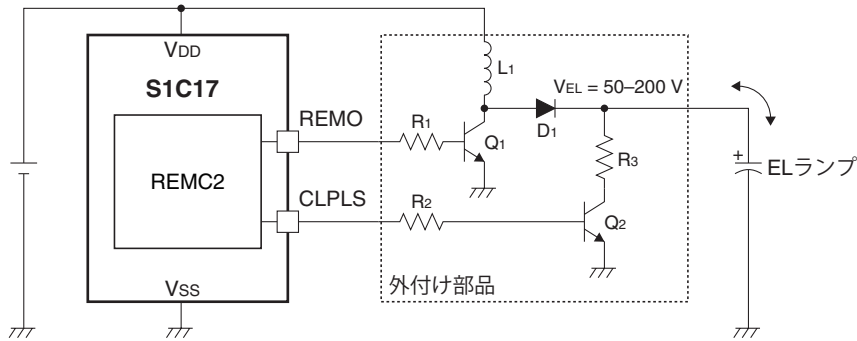 VDD
S1C17
REMC2
VSS
REMO
CLPLS
R1
R2
L1
Q1
VEL = 50–200 V
D1
R3
Q2
外付け部品
+
ELランプ